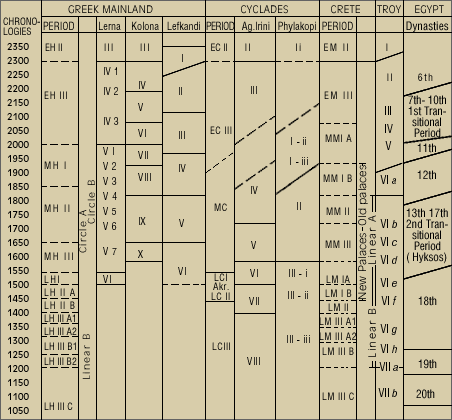 CHRONO- GREEK MAINLAND CYCLADES CRETE TROY EGYPT
LOGIES PERIOD Lerna Kolona Lefkandi PERIOD Ag.Irini Phylakopi PERIOD Dynasties
2350 EH II III III EC II II II EM II I
2300 I
2250 IV 1 II 6th
2200 IV IV 2 II III
2150 EH III V EM III 7th- 10th
2100 III 1st Tran-
2050 IV 3 VI III I - ii MMI A IV sitional
2000 EC III V Period
1950 V 1 VII I - iii 11th
1900 MH I V 2 IV
1850 V 3 VIII MM I B VI a 12th
1800 V 4 IV
1750 MH II V 5 MC II MM II 13th 17th
1700 V 6 IX V VI b 2nd Tran-
1650 V MM III VI c sitional
1600 MH III V 7 X VI d Period
( Hyksos)
1550 LH I VI VI LCI VI III - i LM IA
1500 LH II A Akr. III - ii LM I B VI e
1450 LH II B LC II VII LM II VI f 18th
1400 LH III A1 LM III A1
1350 LH III A2 LM III A2 VI g
1300 LH III B1 LCIII III - iii LM III B
1250 LH III B2 VIII VI h
1200 VII a 19th
1150 VII b 20th
1100 LH III C LM III C
1050
Circle A
Circle B
LInear B
New Palaces-Old palaces
Linear A
Linear B